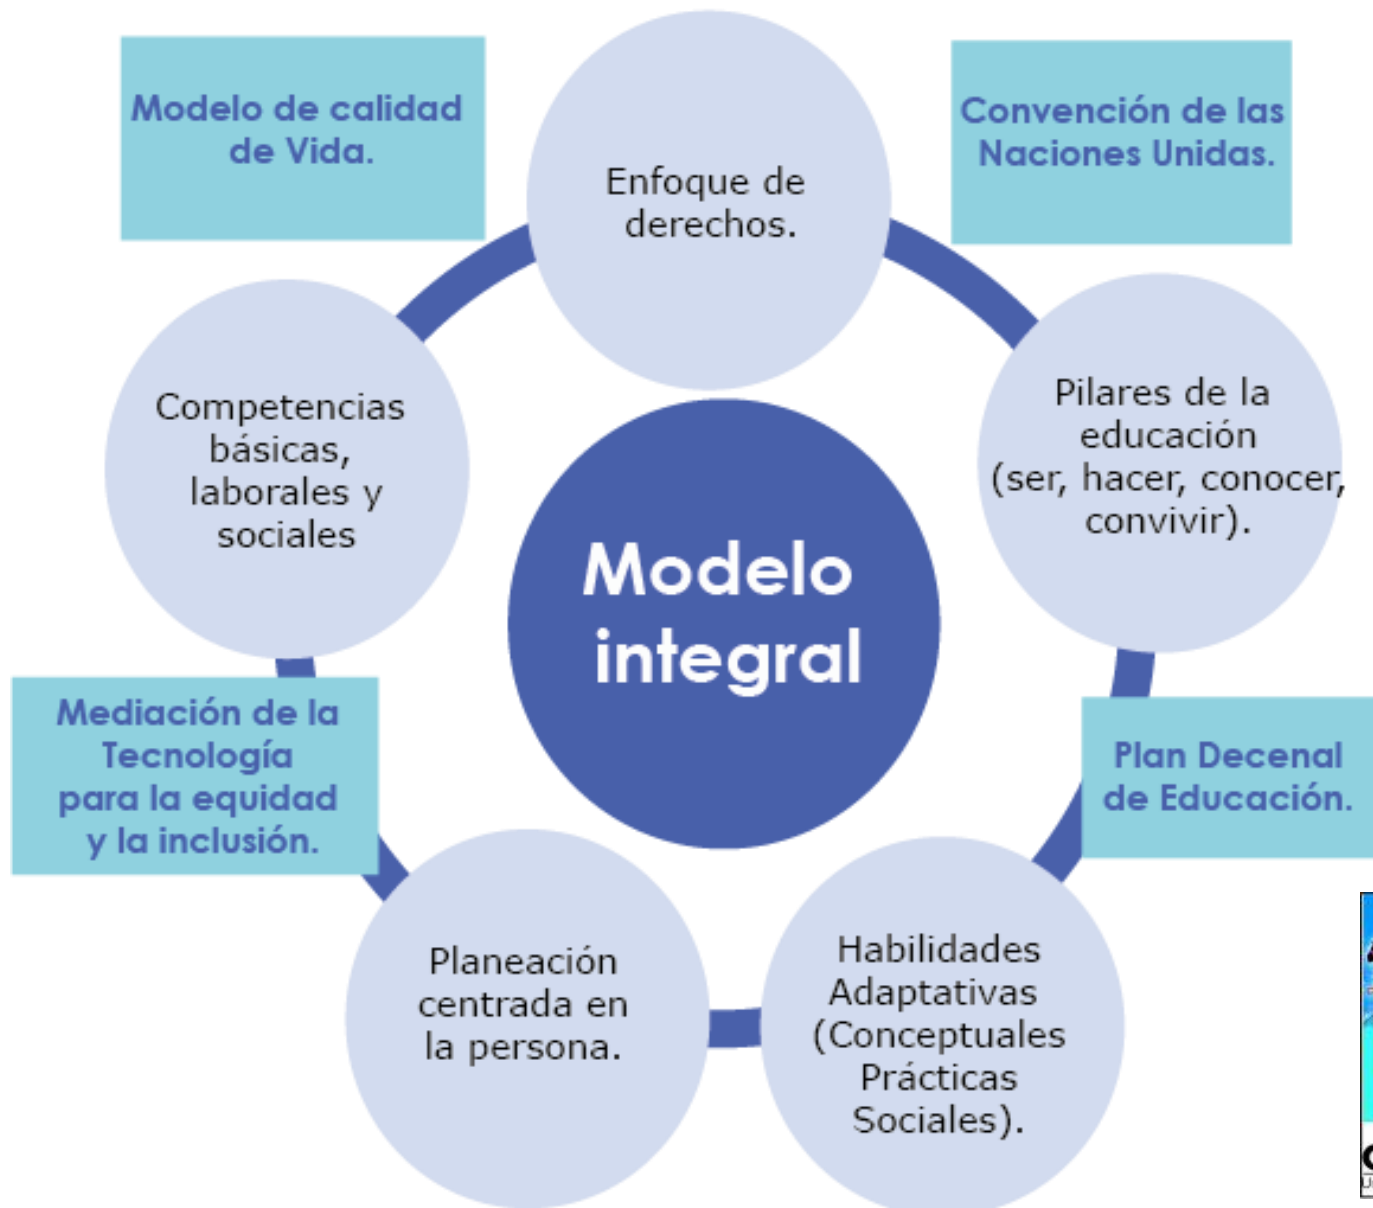 Modelo de calidad
de Vida.
Convención de las
Naciones Unidas.
Enfoque de
derechos.
Competencias
básicas,
laborales y
sociales
Pilares de la
educación
(ser, hacer, conocer,
convivir).
Modelo
integral
Mediación de la
Tecnología
para la equidad
y la inclusión.
Plan Decenal
de Educación.
Planeación
centrada en
la persona.
Habilidades
Adaptativas
(Conceptuales
Prácticas
Sociales).